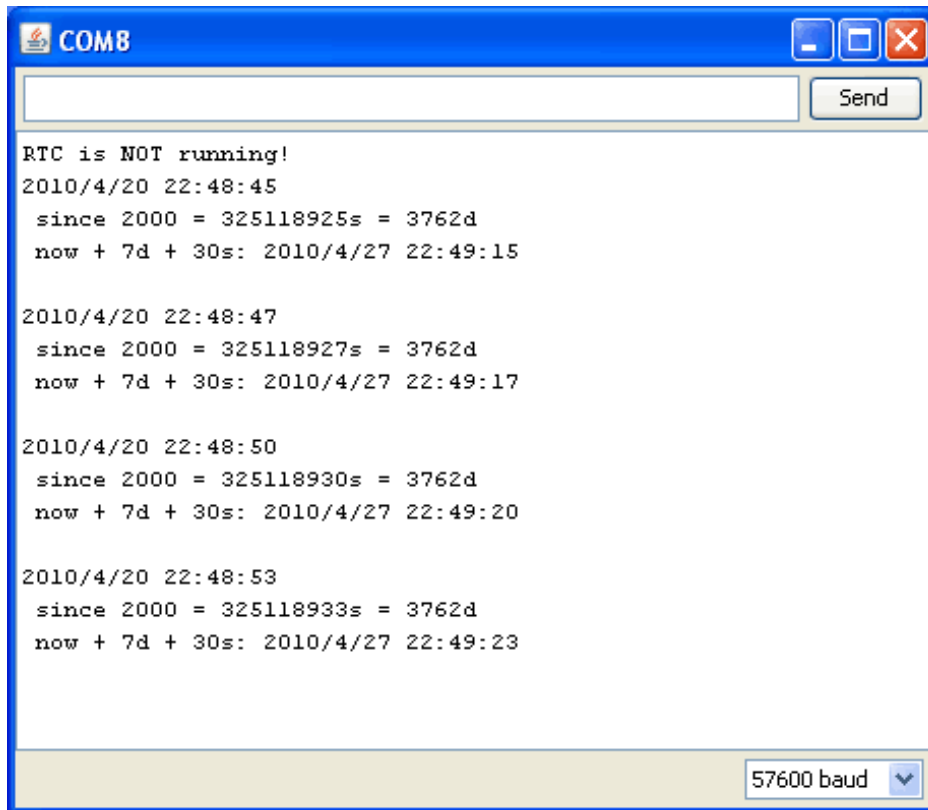 COM8
Send
RTC is NOT running!
2010/4/20 22:48:45
since 2000 = 325118925s = 3762d
now + 7d + 30s: 2010/4/27 22:49:15
2010/4/20 22:48:47
since 2000 = 325118927s = 3762d
now + 7d + 30s: 2010/4/27 22:49:17
2010/4/20 22:48:50
since 2000 = 325118930s = 3762d
now + 7d + 30s: 2010/4/27 22:49:20
2010/4/20 22:48:53
since 2000 = 325118933s = 3762d
now + 7d + 30s: 2010/4/27 22:49:23
57600 baud